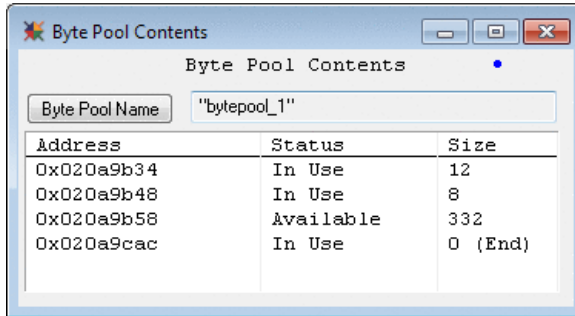 Byte Pool Contents
Byte Pool Contents
Byte Pool Name "bytepool_1"
Address Status Size
0x020a9b34 In Use 12
0x020a9b48 In Use 8
0x020a9b58 Available 332
0x020a9cac In Use 0 (End)